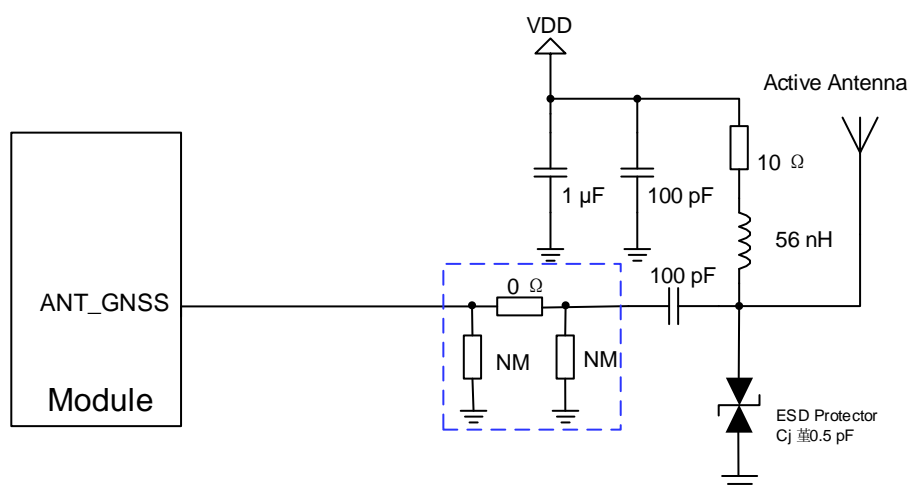 VDD
Active Antenna
10 Ω
1 μF
100 pF
56 nH
100 pF
0 Ω
ANT_GNSS
NM
NM
Module
ESD Protector
Cj 菫0.5 pF